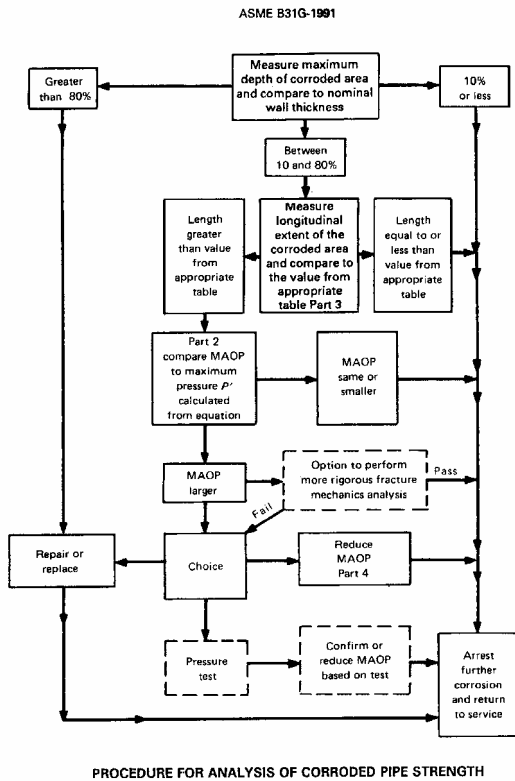 ASME B31G-1991
Greater
than 80%
Measure maximum
depth of corroded area
and compare to nominal
wall thickness
10%
or less
Between
10 and 80%
Length
greater
than value
from
appropriate
table
Measure
longitudinal
extent of the
corroded area
and compare to
the value from
appropriate
table Part 3
Length
equal to or
less than
value from
appropriate
table
Part 2
compare MAOP
to maximum
pressure P'
calculated
from equation
MAOP
same or
smaller
MAOP
larger
Option to perform
more rigorous fracture
mechanics analysis
Pass
Fail
Repair or
replace
Choice
Reduce
MAOP
Part 4
Pressure
test
Confirm or
reduce MAOP
based on test
Arrest
further
corrosion
and return
to service
PROCEDURE FOR ANALYSIS OF CORRODED PIPE STRENGTH